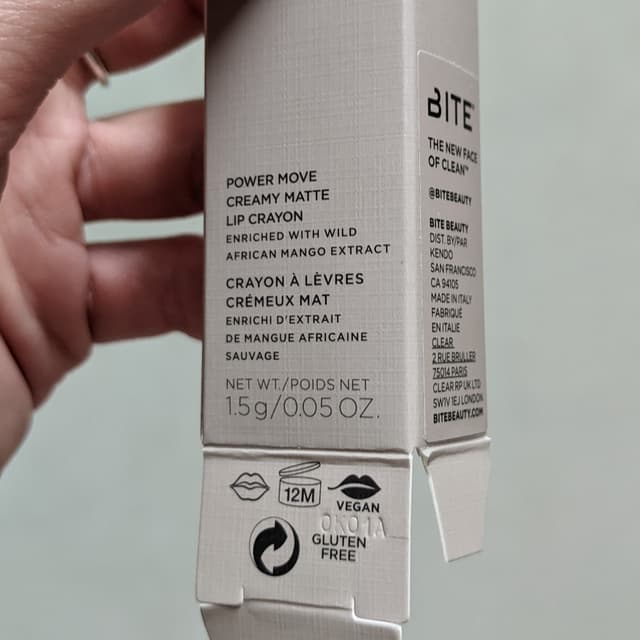 POWER MOVE
CREAMY MATTE
LIP CRAYON
ENRICHED WITH WILD
AFRICAN MANGO EXTRACT
CRAYON À LÈVRES
CRÉMEUX MAT
ENRICHI D'EXTRAIT
DE MANGUE AFRICAINE
SAUVAGE
NET WT./POIDS NET
1.5 g/0.05 OZ.
12M
VEGAN
GLUTEN
FREE
BITE
THE NEW FACE
OF CLEAN™
@BITEBEAUTY
BITE BEAUTY
DIST. BY/PAR
KENDO
SAN FRANCISCO
CA 94105
MADE IN ITALY
FABRIQUÉ
EN ITALIE
CLEAR
2 RUE BRULLER
75014 PARIS
CLEAR RP UK LTD
SW1V 1EJ LONDON
BITEBEAUTY.COM